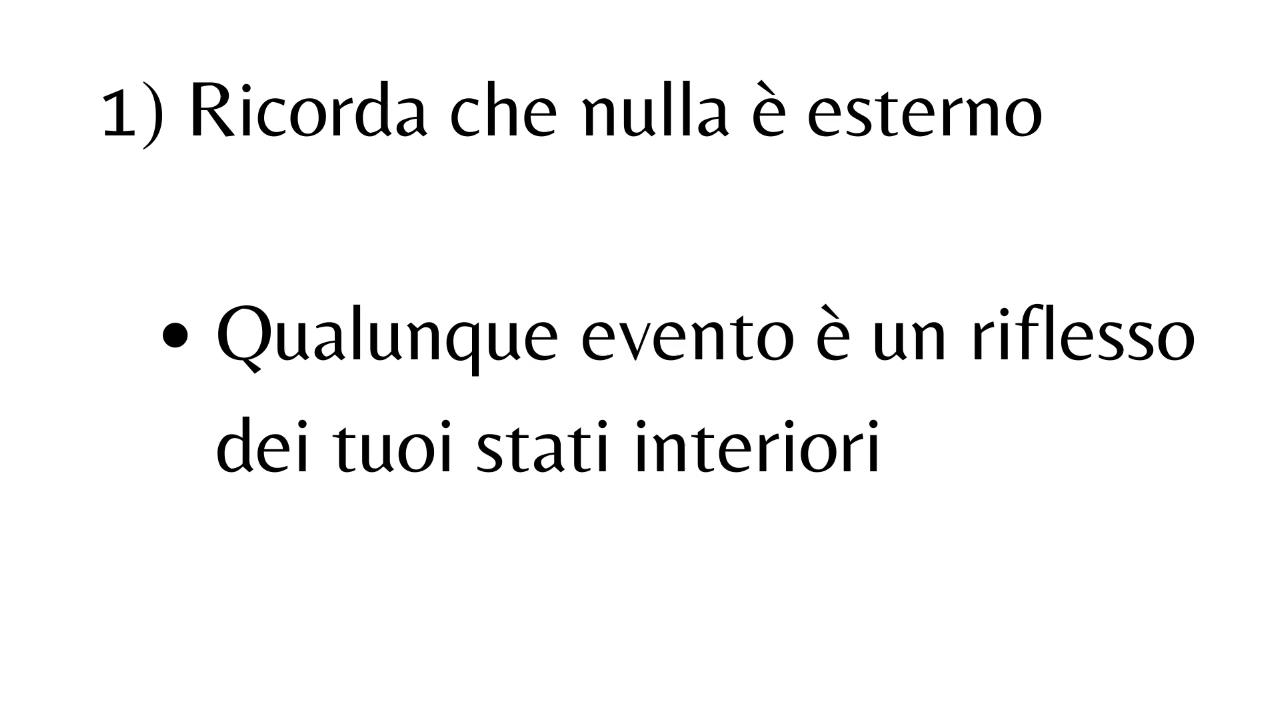 1) Ricorda che nulla è esterno
• Qualunque evento è un riflesso
dei tuoi stati interiori